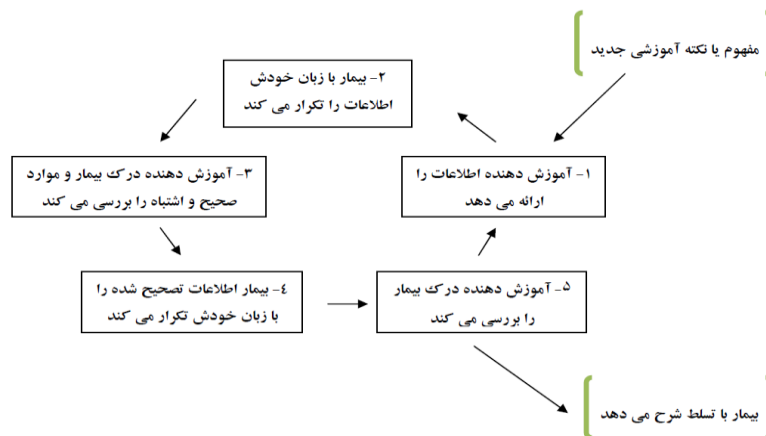 مفهوم یا نکته آموزشی جدید
۱- آموزش دهنده اطلاعات را
ارائه می دهد
۲- بیمار با زبان خودش
اطلاعات را تکرار می کند
۳- آموزش دهنده درک بیمار و موارد
صحیح و اشتباه را بررسی می کند
٤- بیمار اطلاعات تصحیح شده را
با زبان خودش تکرار می کند
۵- آموزش دهنده درک بیمار
را بررسی می کند
بیمار با تسلط شرح می دهد